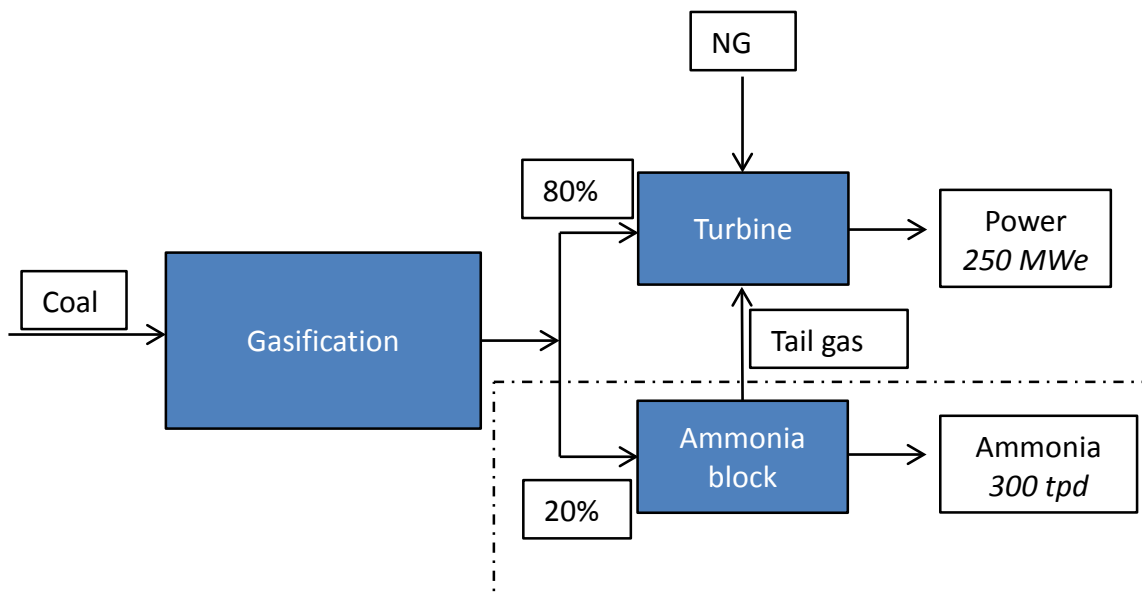 NG
80%
Turbine
Power
250 MWe
Coal
Gasification
Tail gas
Ammonia
block
Ammonia
300 tpd
20%